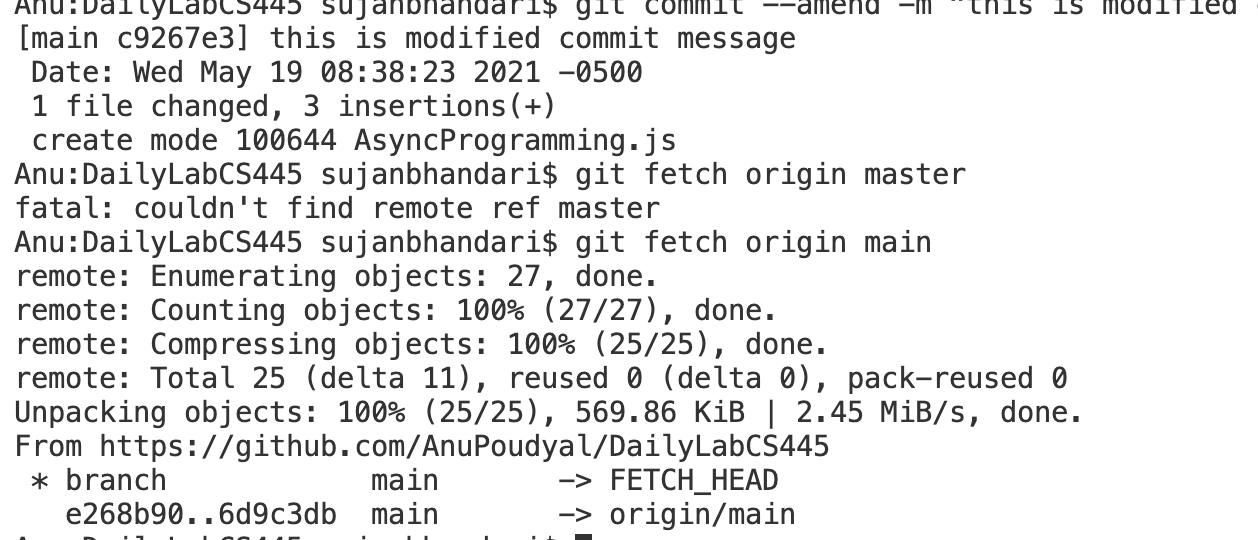 Anu:DailyLabCS445 sujanbhandari$ git commit --amend -m "this is modified
[main c9267e3] this is modified commit message
 Date: Wed May 19 08:38:23 2021 -0500
 1 file changed, 3 insertions(+)
 create mode 100644 AsyncProgramming.js
Anu:DailyLabCS445 sujanbhandari$ git fetch origin master
fatal: couldn't find remote ref master
Anu:DailyLabCS445 sujanbhandari$ git fetch origin main
remote: Enumerating objects: 27, done.
remote: Counting objects: 100% (27/27), done.
remote: Compressing objects: 100% (25/25), done.
remote: Total 25 (delta 11), reused 0 (delta 0), pack-reused 0
Unpacking objects: 100% (25/25), 569.86 KiB | 2.45 MiB/s, done.
From https://github.com/AnuPoudyal/DailyLabCS445
 * branch            main       -> FETCH_HEAD
   e268b90..6d9c3db  main       -> origin/main
Anu:DailyLabCS445 sujanbhandari$